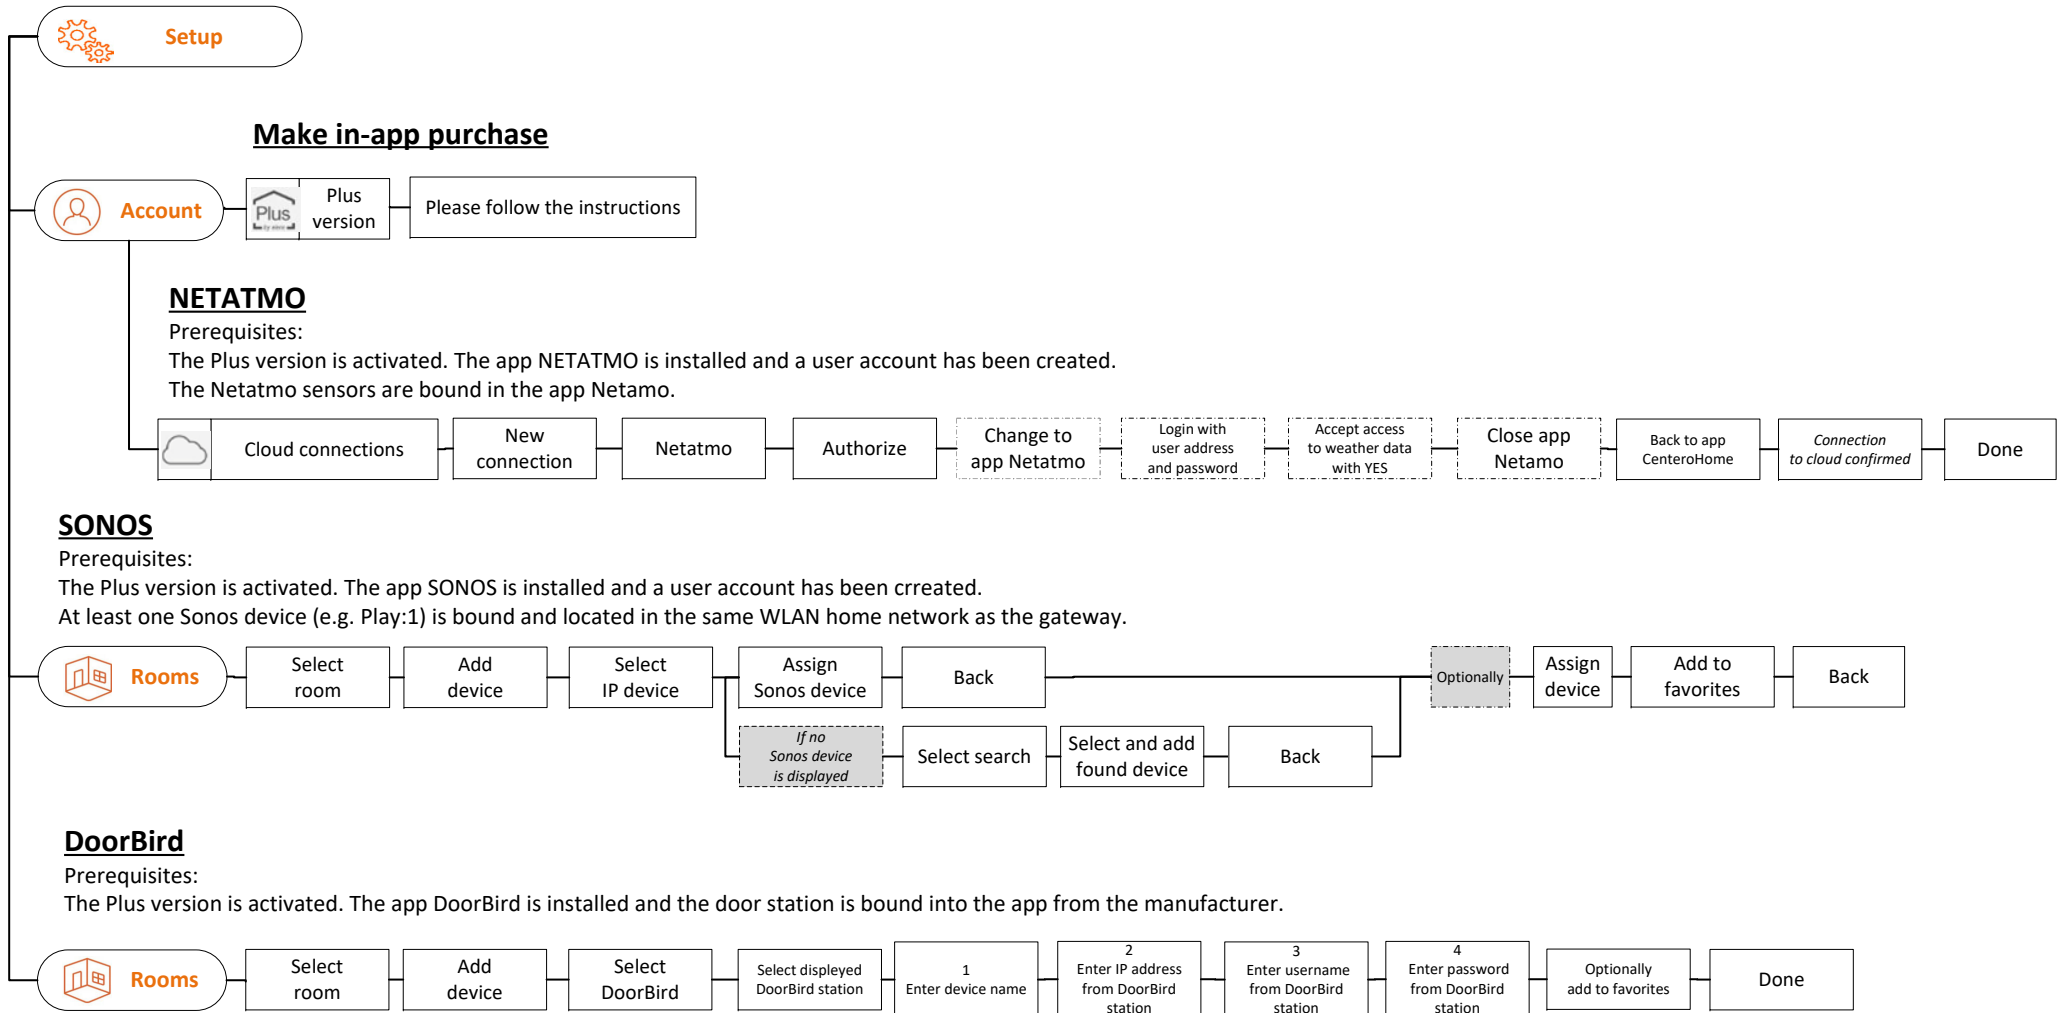 Setup
Make in-app purchase
Account
Plus
Plus
version
Please follow the instructions
NETATMO
Prerequisites:
The Plus version is activated. The app NETATMO is installed and a user account has been created.
The Netatmo sensors are bound in the app Netamo.
Cloud connections
New
connection
Netatmo
Authorize
Change to
app Netatmo
Login with
user address
and password
Accept access
to weather data
with YES
Close app
Netamo
Back to app
CenteroHome
Connection
to cloud confirmed
Done
SONOS
Prerequisites:
The Plus version is activated. The app SONOS is installed and a user account has been crreated.
At least one Sonos device (e.g. Play:1) is bound and located in the same WLAN home network as the gateway.
Rooms
Select
room
Add
device
Select
IP device
Assign
Sonos device
Back
Optionally
Assign
device
Add to
favorites
Back
If no
Sonos device
is displayed
Select search
Select and add
found device
Back
DoorBird
Prerequisites:
The Plus version is activated. The app DoorBird is installed and the door station is bound into the app from the manufacturer.
Rooms
Select
room
Add
device
Select
DoorBird
Select displeyed
DoorBird station
1
Enter device name
2
Enter IP address
from DoorBird
station
3
Enter username
from DoorBird
station
4
Enter password
from DoorBird
station
Optionally
add to favorites
Done